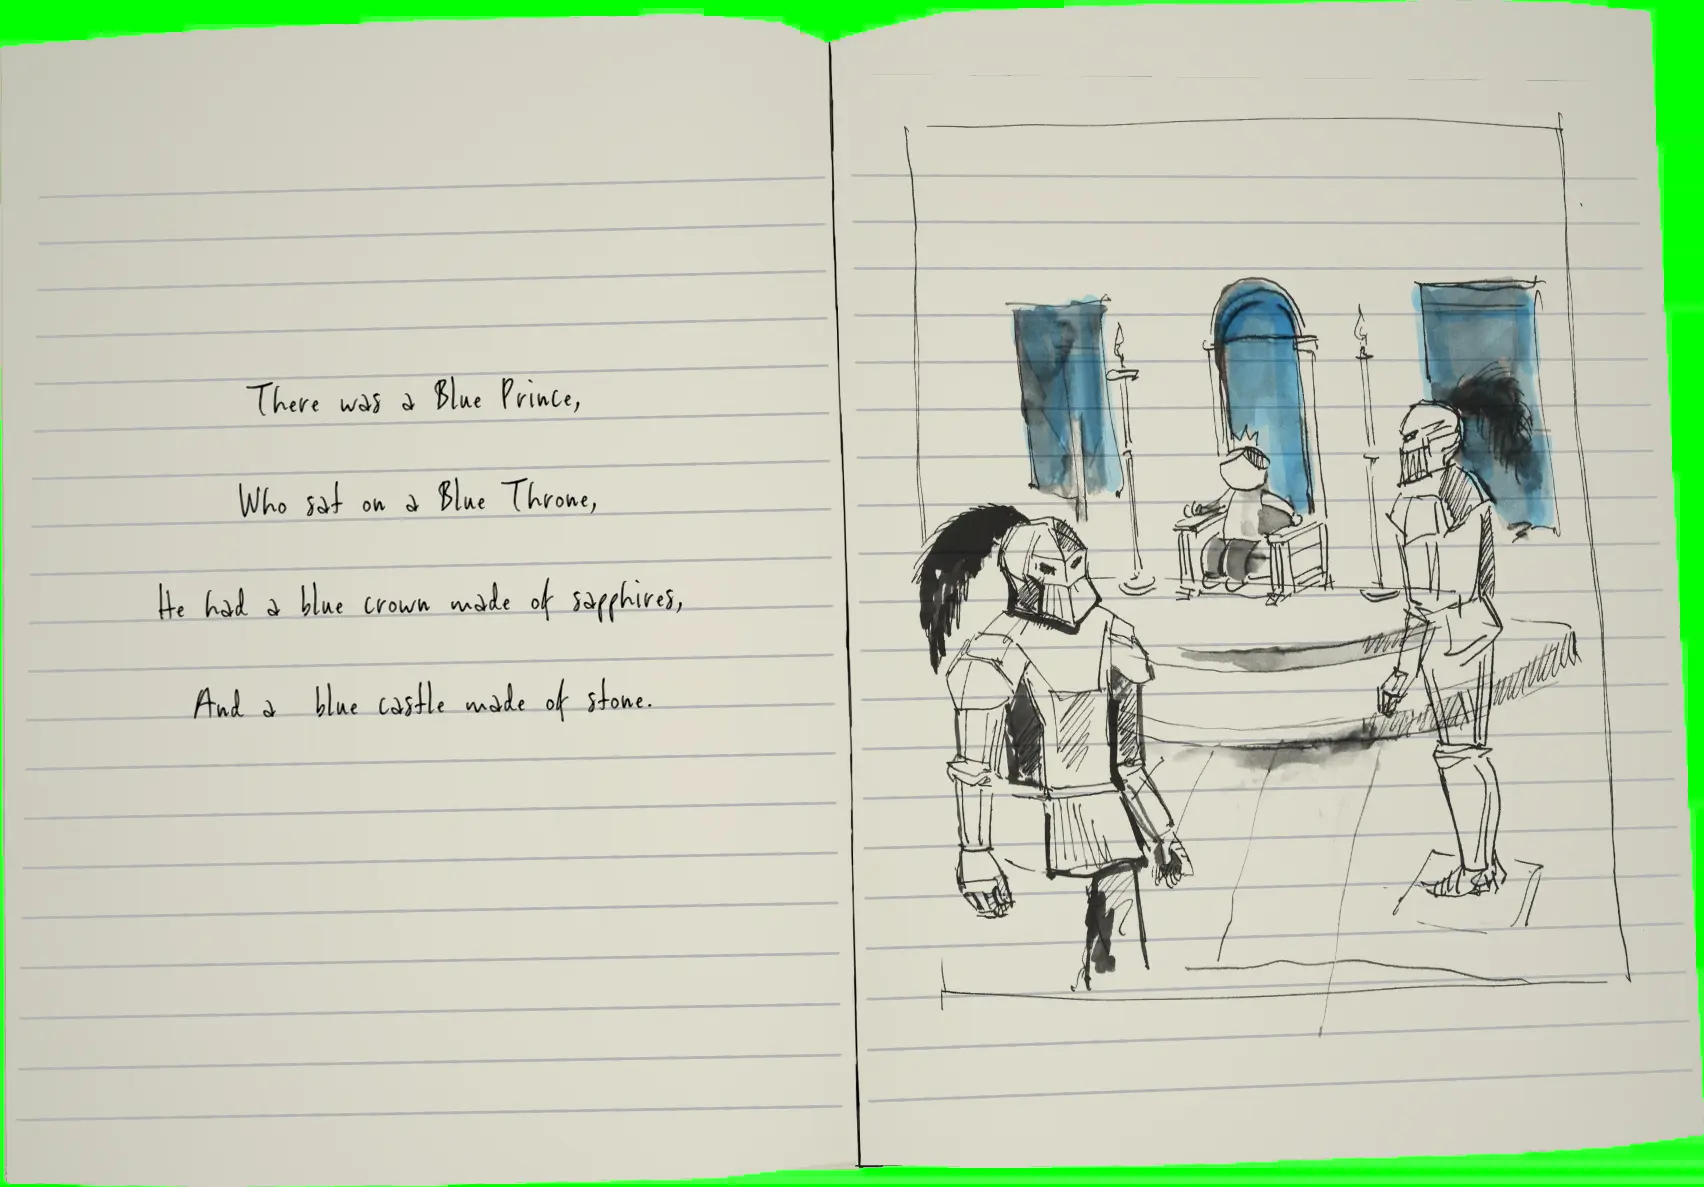 There was a Blue Prince,
Who sat on a Blue Throne,
He had a blue crown made of sapphires,
And a blue castle made of stone.